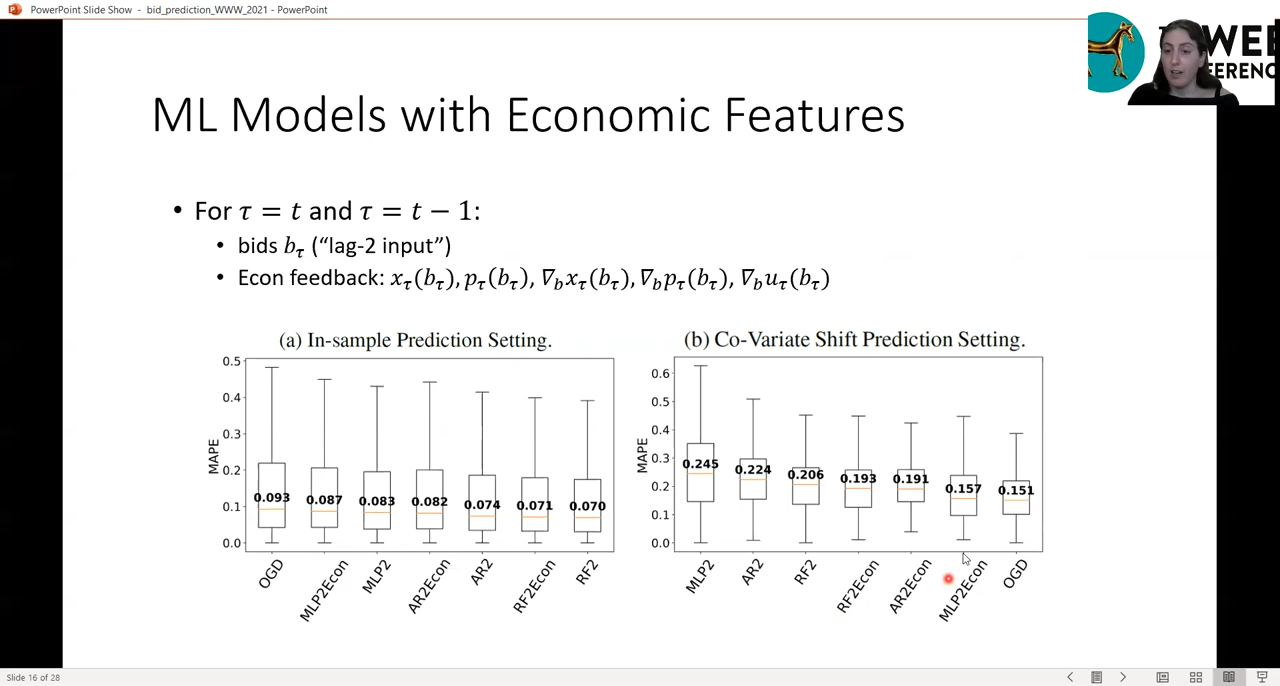 PowerPoint Slide Show - bid_prediction_WWW_2021 - PowerPoint
ML Models with Economic Features
• For τ = t and τ = t − 1:
• bids b_τ (“lag-2 input”)
• Econ feedback: x_τ(b_τ), p_τ(b_τ), ∇_b x_τ(b_τ), ∇_b p_τ(b_τ), ∇_b u_τ(b_τ)
(a) In-sample Prediction Setting.
MAPE
0.5
0.4
0.3
0.2
0.1
0.0
0.093 0.087 0.083 0.082 0.074 0.071 0.070
OGD MLP2Econ MLP2 AR2Econ AR2 RF2Econ RF2
(b) Co-Variate Shift Prediction Setting.
MAPE
0.6
0.5
0.4
0.3
0.2
0.1
0.0
0.245 0.224 0.206 0.193 0.191 0.157 0.151
MLP2 AR2 RF2 RF2Econ AR2Econ MLP2Econ OGD
Slide 16 of 28